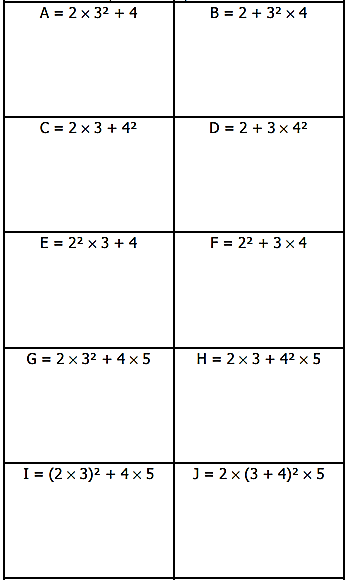 A = 2 × 3² + 4
B = 2 + 3² × 4
C = 2 × 3 + 4²
D = 2 + 3 × 4²
E = 2² × 3 + 4
F = 2² + 3 × 4
G = 2 × 3² + 4 × 5
H = 2 × 3 + 4² × 5
I = (2 × 3)² + 4 × 5
J = 2 × (3 + 4)² × 5